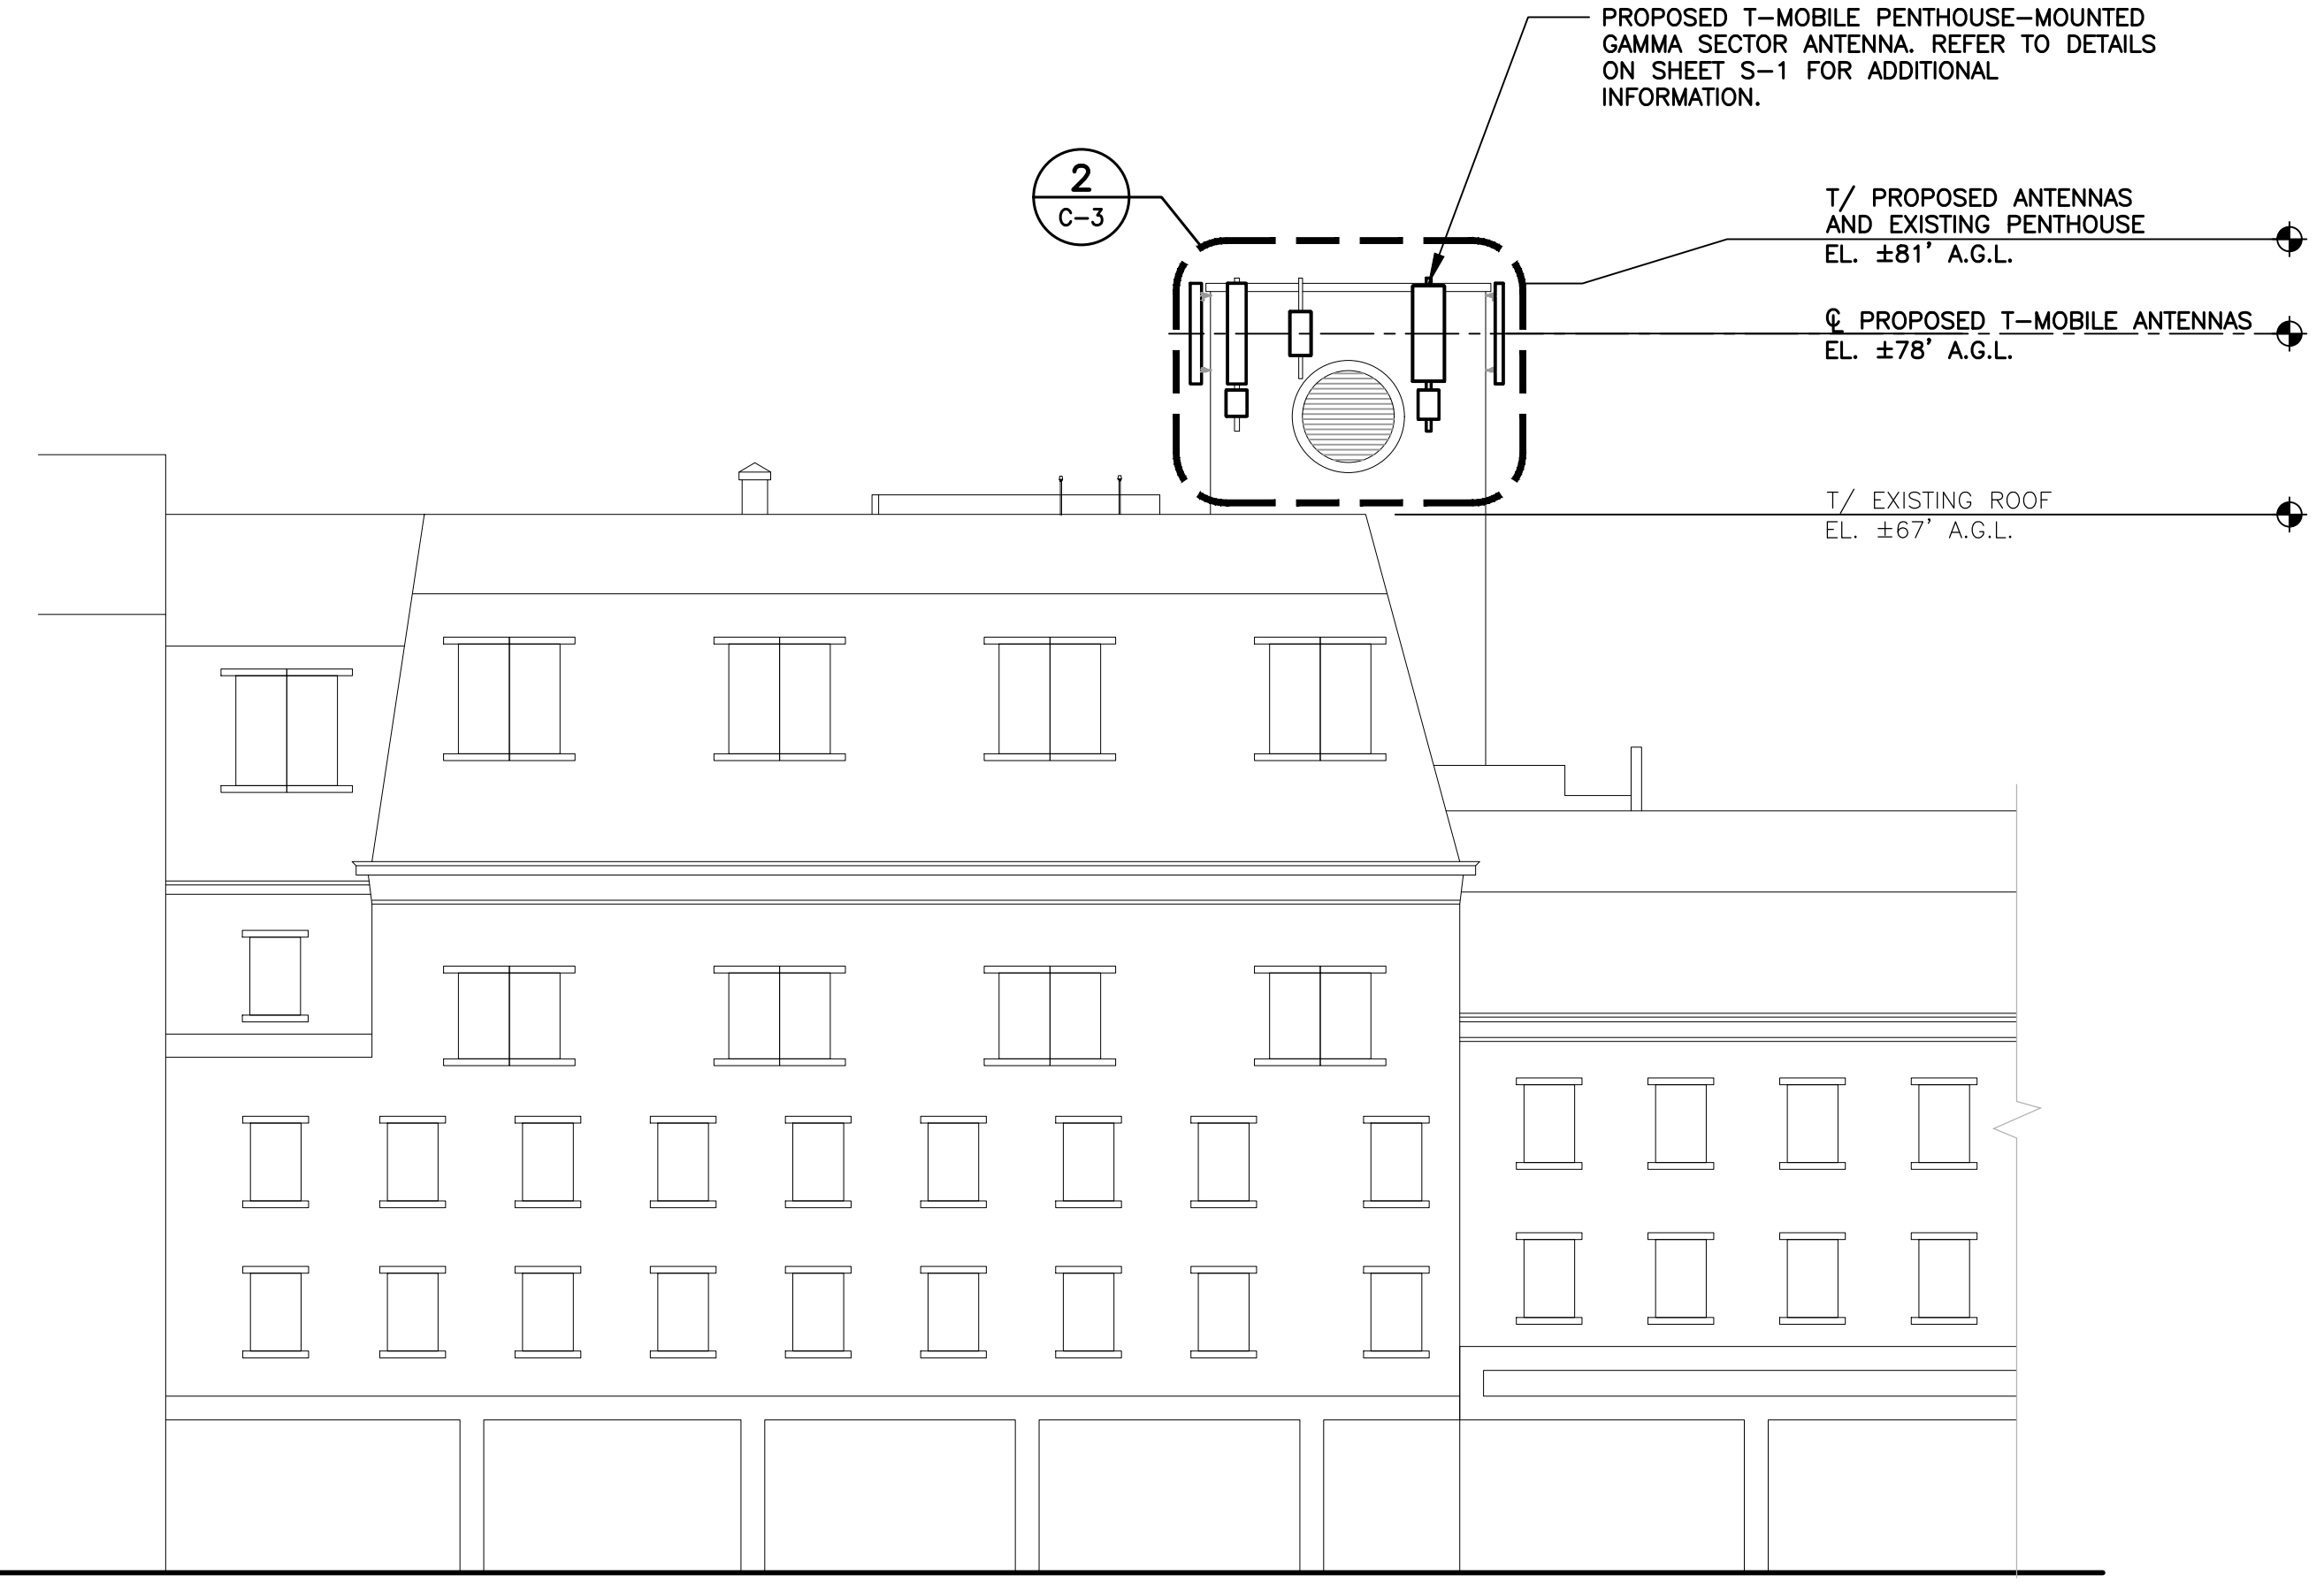 PROPOSED T-MOBILE PENTHOUSE-MOUNTED
GAMMA SECTOR ANTENNA. REFER TO DETAILS
ON SHEET S-1 FOR ADDITIONAL
INFORMATION.
2
C-3
T/ PROPOSED ANTENNAS
AND EXISTING PENTHOUSE
EL. ±81' A.G.L.
℄ PROPOSED T-MOBILE ANTENNAS
EL. ±78' A.G.L.
T/ EXISTING ROOF
EL. ±67' A.G.L.